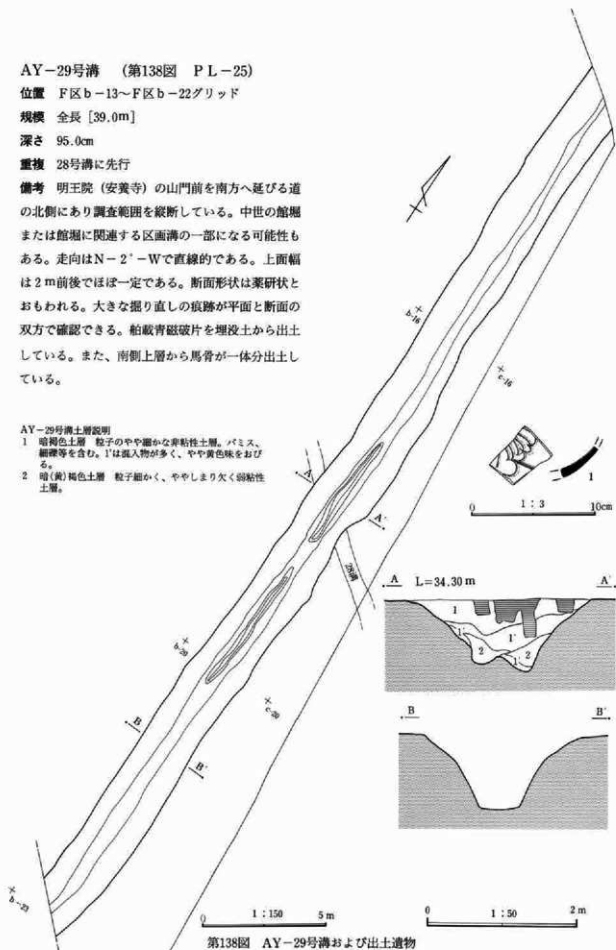 AY-29号溝　(第138図　PL-25)
位置　F区b-13～F区b-22グリッド
規模　全長［39.0m］
深さ　95.0cm
重複　28号溝に先行
備考　明王院（安養寺）の山門前を南方へ延びる道
の北側にあり調査範囲を縦断している。中世の館堀
または館堀に関連する区画溝の一部になる可能性も
ある。走向はN-2°-Wで直線的である。上面幅
は2m前後でほぼ一定である。断面形状は薬研状と
おもわれる。大きな掘り直しの痕跡が平面と断面の
双方で確認できる。舶載青磁破片を埋没土から出土
している。また、南側上層から馬骨が一体分出土し
ている。
AY-29号溝土層説明
1　暗褐色土層　粒子のやや細かな非粘性土層。パミス、
細礫等を含む。1'は混入物が多く、やや黄色味をおび
る。
2　暗(黄)褐色土層　粒子細かく、ややしまり欠く弱粘性
土層。
b-16
c-16
A
A'
28溝
b-20
c-20
B
B'
b-23
1
0　1：3　10cm
A　L=34.30m　A'
1
1'
1'
2
1'
2
B　B'
0　1：150　5m
0　1：50　2m
第138図　AY-29号溝および出土遺物